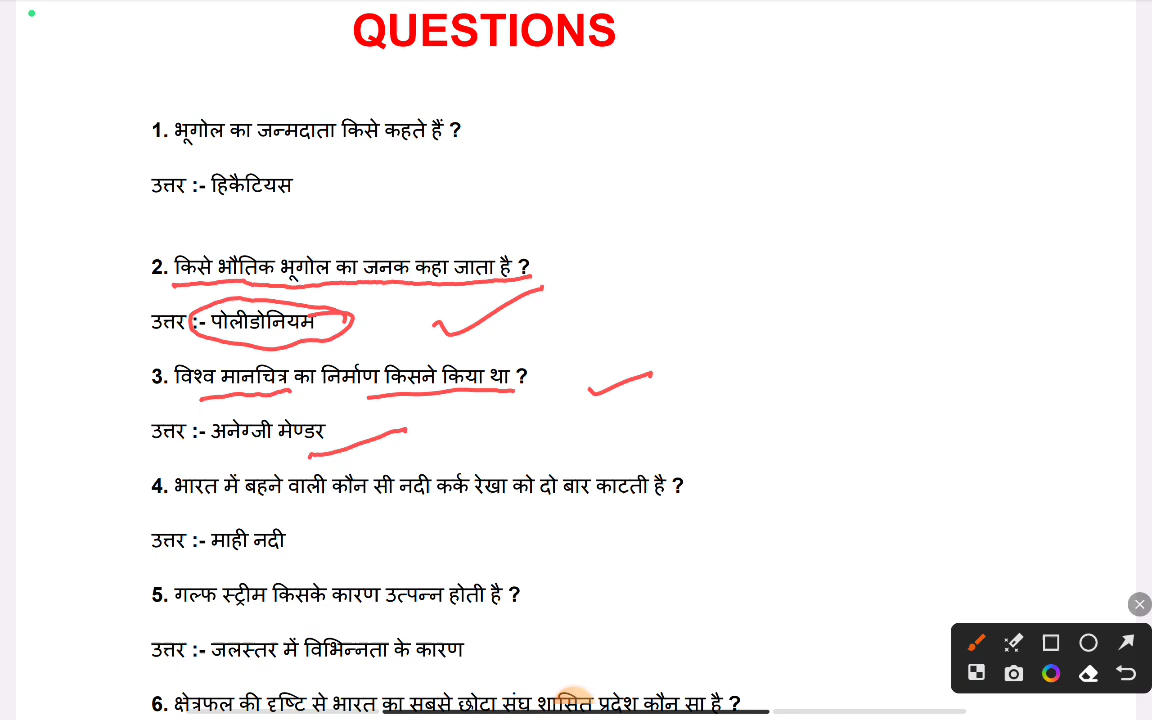 QUESTIONS
1. भूगोल का जन्मदाता किसे कहते हैं ?
उत्तर :- हिकैटियस
2. किसे भौतिक भूगोल का जनक कहा जाता है ?
उत्तर :- पोलीडोनियम
3. विश्व मानचित्र का निर्माण किसने किया था ?
उत्तर :- अनेग्जी मेण्डर
4. भारत में बहने वाली कौन सी नदी कर्क रेखा को दो बार काटती है ?
उत्तर :- माही नदी
5. गल्फ स्ट्रीम किसके कारण उत्पन्न होती है ?
उत्तर :- जलस्तर में विभिन्नता के कारण
6. क्षेत्रफल की दृष्टि से भारत का सबसे छोटा संघ शासित प्रदेश कौन सा है ?